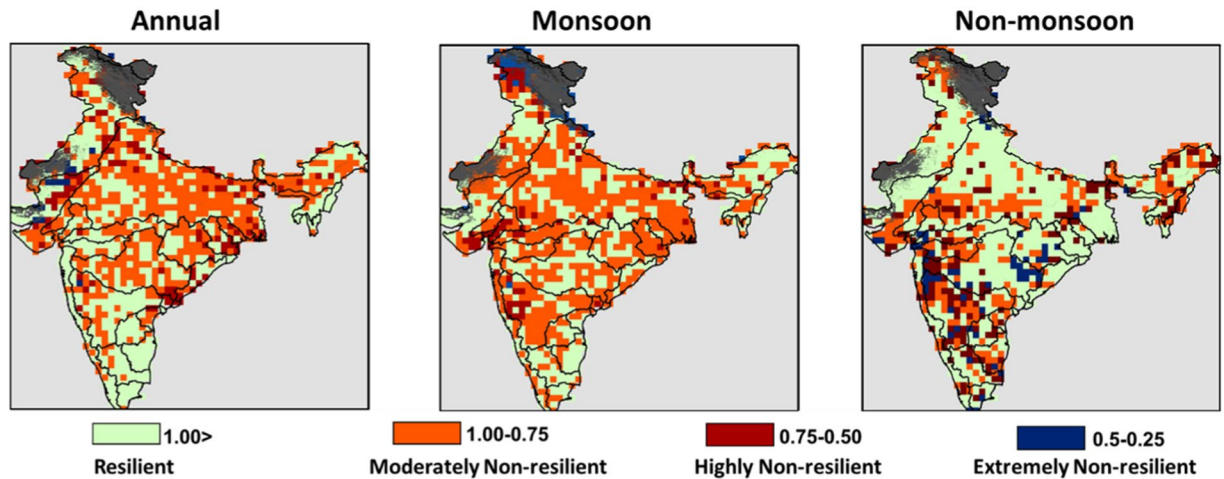 Annual Monsoon Non-monsoon
1.00> 1.00-0.75 0.75-0.50 0.5-0.25
Resilient Moderately Non-resilient Highly Non-resilient Extremely Non-resilient